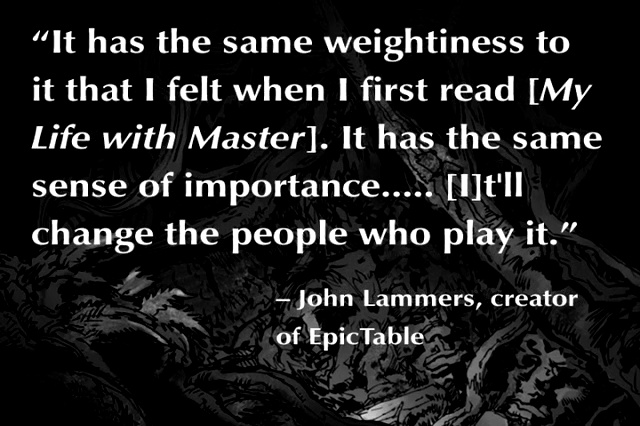 “It has the same weightiness to
it that I felt when I first read [My
Life with Master]. It has the same
sense of importance..... [I]t'll
change the people who play it.”
– John Lammers, creator
of EpicTable